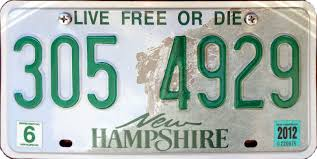 LIVE FREE OR DIE
305 4929
6
2012
New
HAMPSHIRE